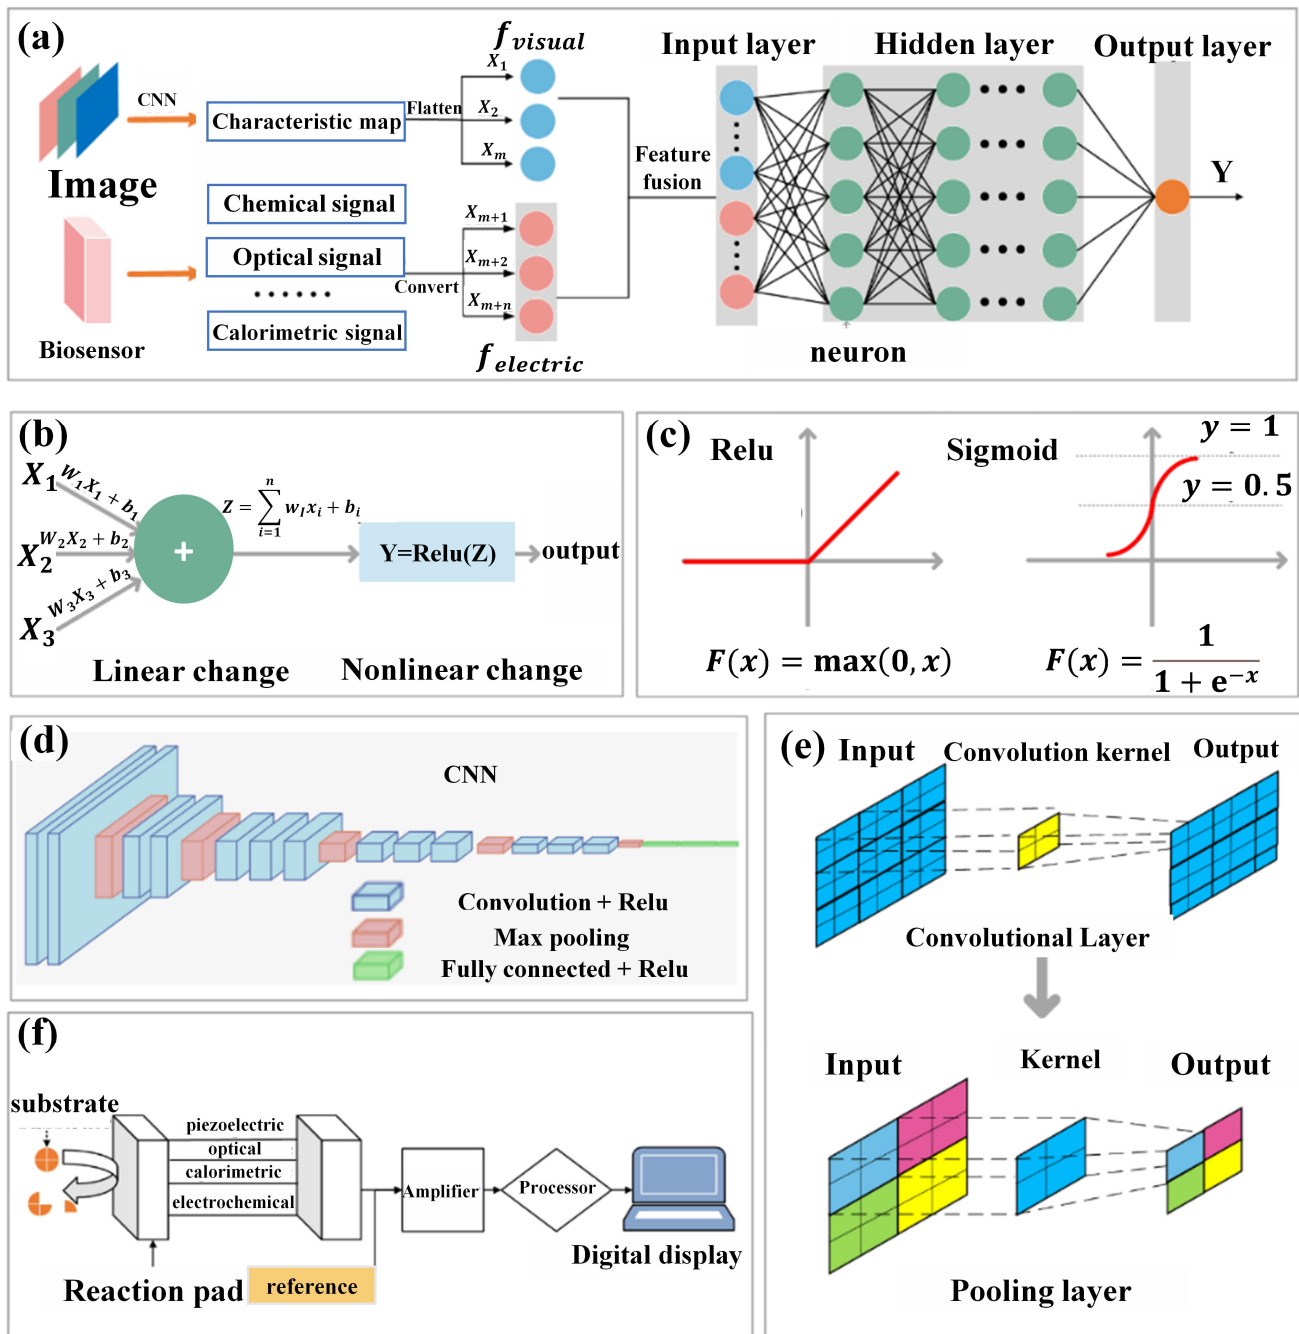 (a)
Image
CNN
Characteristic map
Flatten
X1
X2
Xm
f visual
Biosensor
Chemical signal
Optical signal
......
Calorimetric signal
Convert
Xm+1
Xm+2
Xm+n
f electric
Feature
fusion
Input layer
Hidden layer
Output layer
neuron
Y
(b)
X1
W1X1 + b1
X2
W2X2 + b2
X3
W3X3 + b3
+
Z = ∑ n i=1 wIxi + bi
Y=Relu(Z)
output
Linear change
Nonlinear change
(c)
Relu
F(x) = max(0, x)
Sigmoid
y = 1
y = 0.5
F(x) = 1 / (1 + e^−x)
(d)
CNN
Convolution + Relu
Max pooling
Fully connected + Relu
(e)
Input
Convolution kernel
Output
Convolutional Layer
Input
Kernel
Output
Pooling layer
(f)
substrate
piezoelectric
optical
calorimetric
electrochemical
Reaction pad
reference
Amplifier
Processor
Digital display